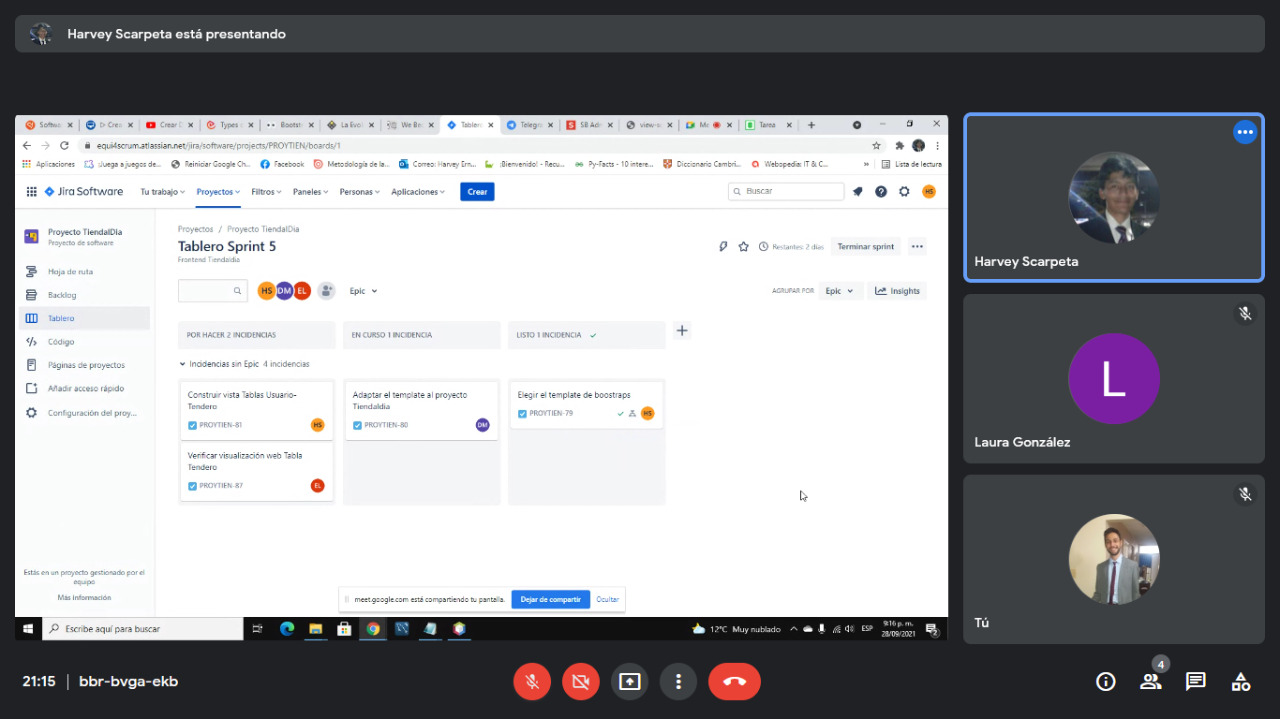 Harvey Scarpeta está presentando
Softwa
Crea
Crear D
Types
Bootst
La Evol
We Ba
Tabler
Telegr
SB Ad
view-s
M
Tarea
equi4scrum.atlassian.net/jira/software/projects/PROYTIEN/boards/1
Aplicaciones
¡Juega a juegos de...
Reiniciar Google Ch...
Facebook
Metodología de la...
Correo: Harvey Ern...
¡Bienvenido! - Recu...
Py-Facts - 10 intere...
Diccionario Cambri...
Webopedia: IT & C...
»
Lista de lectura
Jira Software
Tu trabajo
Proyectos
Filtros
Paneles
Personas
Aplicaciones
Crear
Buscar
HS
Proyecto TiendalDía
Proyecto de software
Hoja de ruta
Backlog
Tablero
Código
Páginas de proyectos
Añadir acceso rápido
Configuración del proy...
Estás en un proyecto gestionado por el
equipo
Más información
Proyectos / Proyecto TiendalDía
Tablero Sprint 5
Frontend Tiendaldía
Restantes: 2 días
Terminar sprint
HS DM EL
Epic
AGRUPAR POR
Epic
Insights
POR HACER 2 INCIDENCIAS
EN CURSO 1 INCIDENCIA
LISTO 1 INCIDENCIA
Incidencias sin Epic 4 incidencias
Construir vista Tablas Usuario-
Tendero
PROYTIEN-81
HS
Verificar visualización web Tabla
Tendero
PROYTIEN-87
EL
Adaptar el template al proyecto
Tiendaldía
PROYTIEN-80
DM
Elegir el template de boostraps
PROYTIEN-79
HS
meet.google.com está compartiendo tu pantalla.
Dejar de compartir
Ocultar
Escribe aquí para buscar
12°C Muy nublado
ESP
9:16 p. m.
28/09/2021
2
Harvey Scarpeta
L
Laura González
Tú
21:15 | bbr-bvga-ekb
4